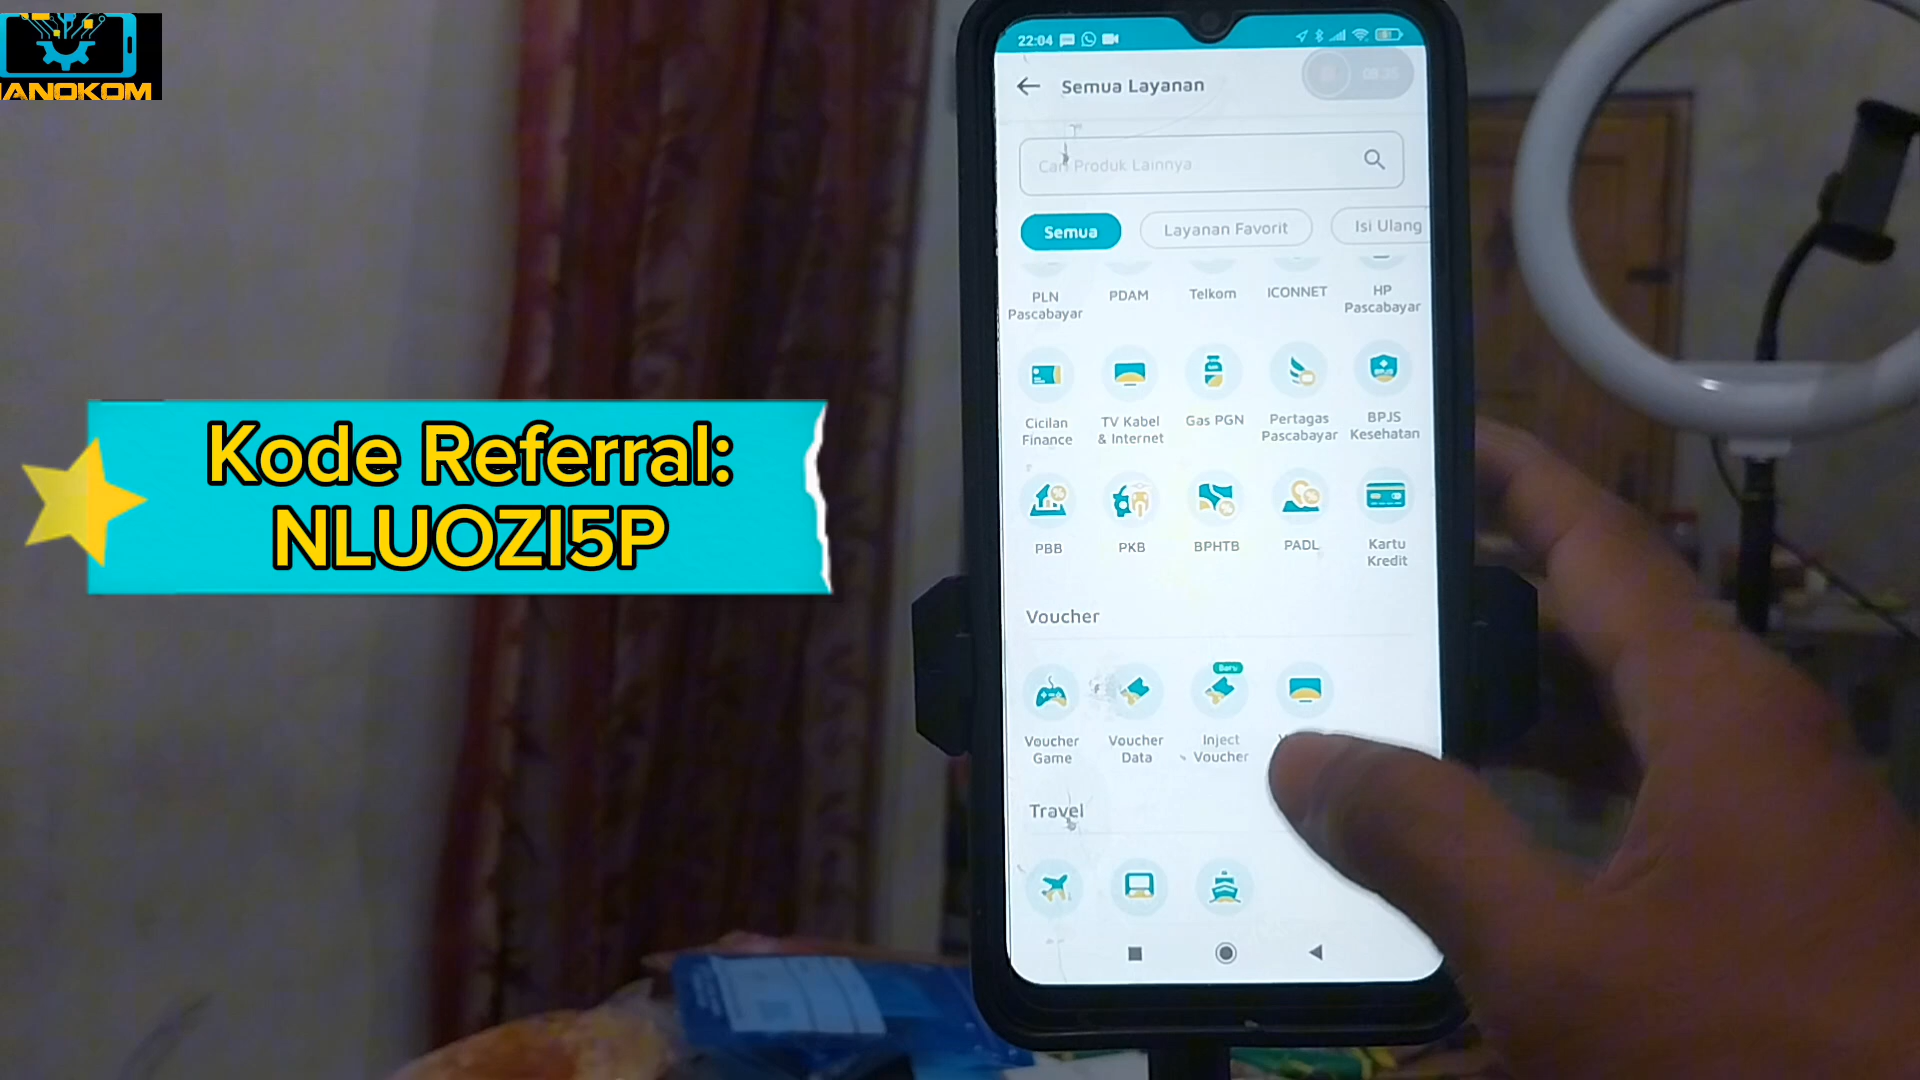 ANOKOM
Kode Referral:
NLUOZI5P
22:04
Semua Layanan
Cari Produk Lainnya
Semua
Layanan Favorit
Isi Ulang
PLN
Pascabayar
PDAM
Telkom
ICONNET
HP
Pascabayar
Cicilan
Finance
TV Kabel
& Internet
Gas PGN
Pertagas
Pascabayar
BPJS
Kesehatan
PBB
PKB
BPHTB
PADL
Kartu
Kredit
Voucher
Baru
Voucher
Game
Voucher
Data
Inject
Voucher
Travel